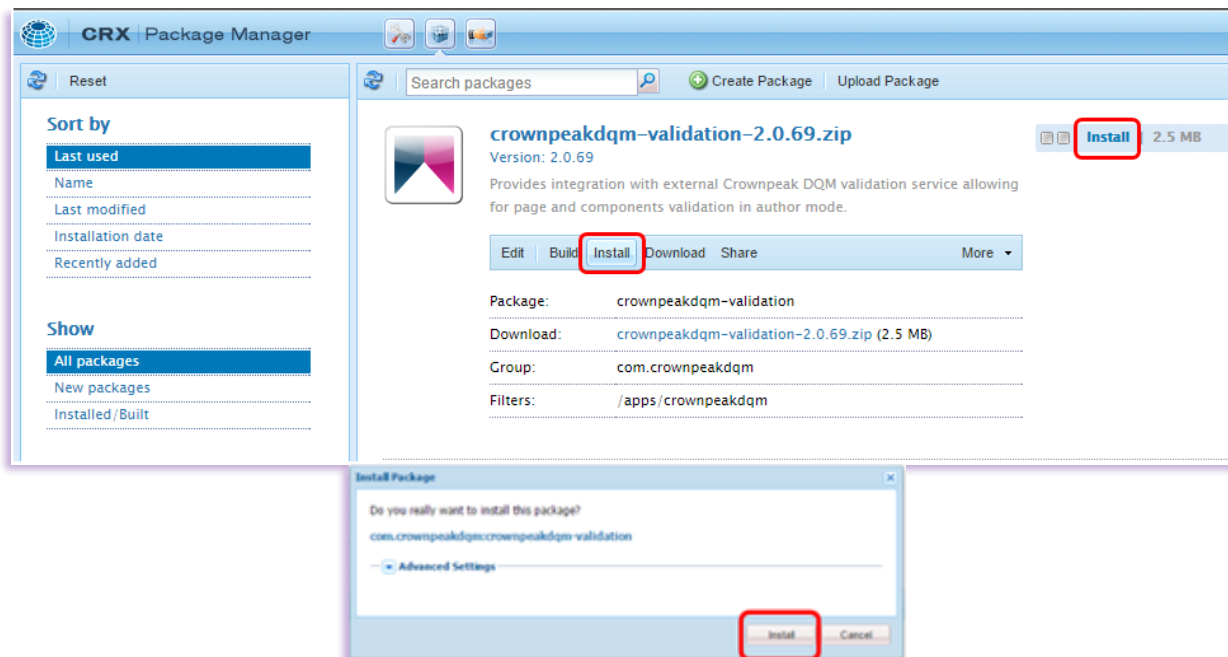 CRX Package Manager
Reset
Search packages
Create Package
Upload Package
Sort by
Last used
Name
Last modified
Installation date
Recently added
Show
All packages
New packages
Installed/Built
crownpeakdqm-validation-2.0.69.zip
Install
2.5 MB
Version: 2.0.69
Provides integration with external Crownpeak DQM validation service allowing
for page and components validation in author mode.
Edit Build Install Download Share More
Package: crownpeakdqm-validation
Download: crownpeakdqm-validation-2.0.69.zip (2.5 MB)
Group: com.crownpeakdqm
Filters: /apps/crownpeakdqm
Install Package
Do you really want to install this package?
com.crownpeakdqm:crownpeakdqm-validation
Advanced Settings
Install Cancel